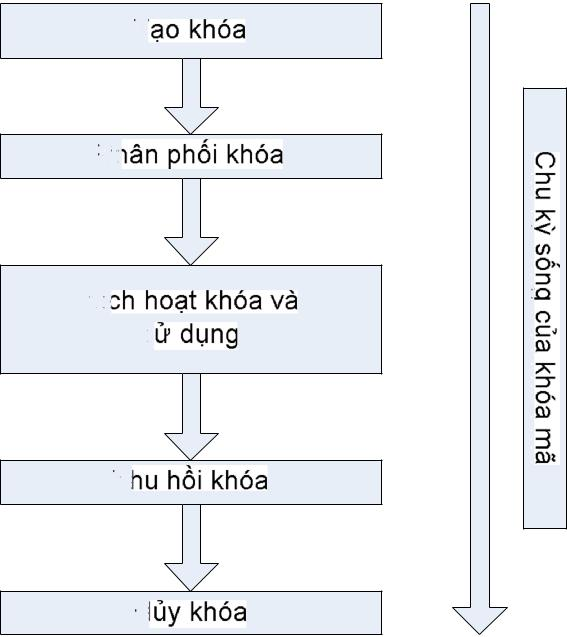 ạo khóa
hân phối khóa
ch hoạt khóa và
ử dụng
hu hồi khóa
ủy khóa
Chu kỳ sống của khóa mã